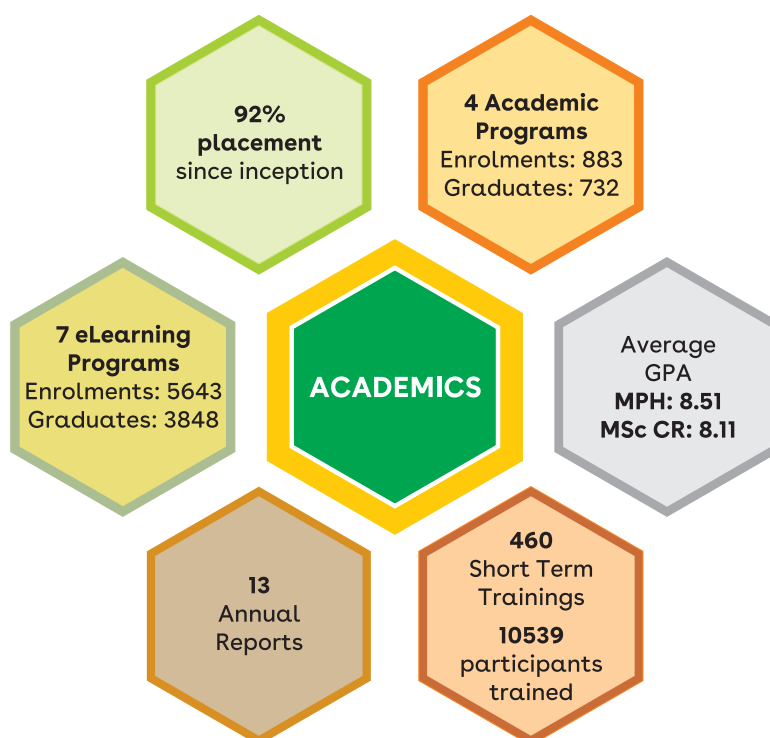 92%
placement
since inception
4 Academic
Programs
Enrolments: 883
Graduates: 732
7 eLearning
Programs
Enrolments: 5643
Graduates: 3848
ACADEMICS
Average
GPA
MPH: 8.51
MSc CR: 8.11
13
Annual
Reports
460
Short Term
Trainings
10539
participants
trained